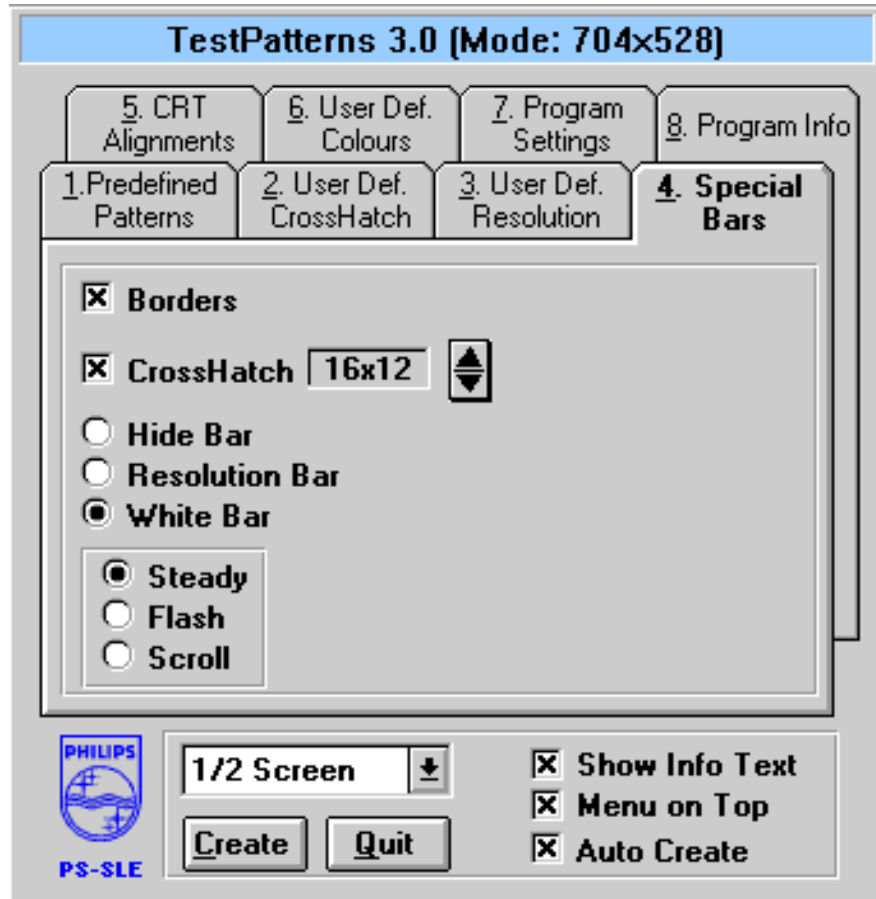 TestPatterns 3.0 (Mode: 704x528)
5. CRT Alignments
6. User Def. Colours
7. Program Settings
8. Program Info
1.Predefined Patterns
2. User Def. CrossHatch
3. User Def. Resolution
4. Special Bars
Borders
CrossHatch 16x12
Hide Bar
Resolution Bar
White Bar
Steady
Flash
Scroll
PHILIPS
PS-SLE
1/2 Screen
Create Quit
Show Info Text
Menu on Top
Auto Create